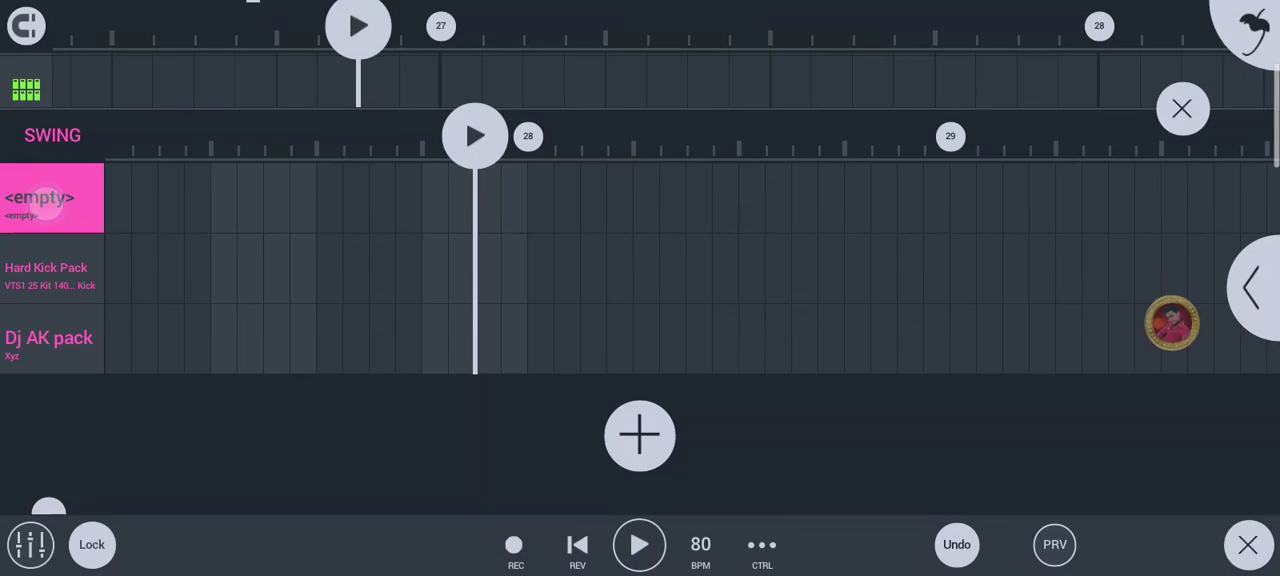 27
28
SWING
28
29
<empty>
<empty>
Hard Kick Pack
VTS1 25 Kit 140... Kick
Dj AK pack
Xyz
Lock
REC
REV
80
BPM
CTRL
Undo
PRV